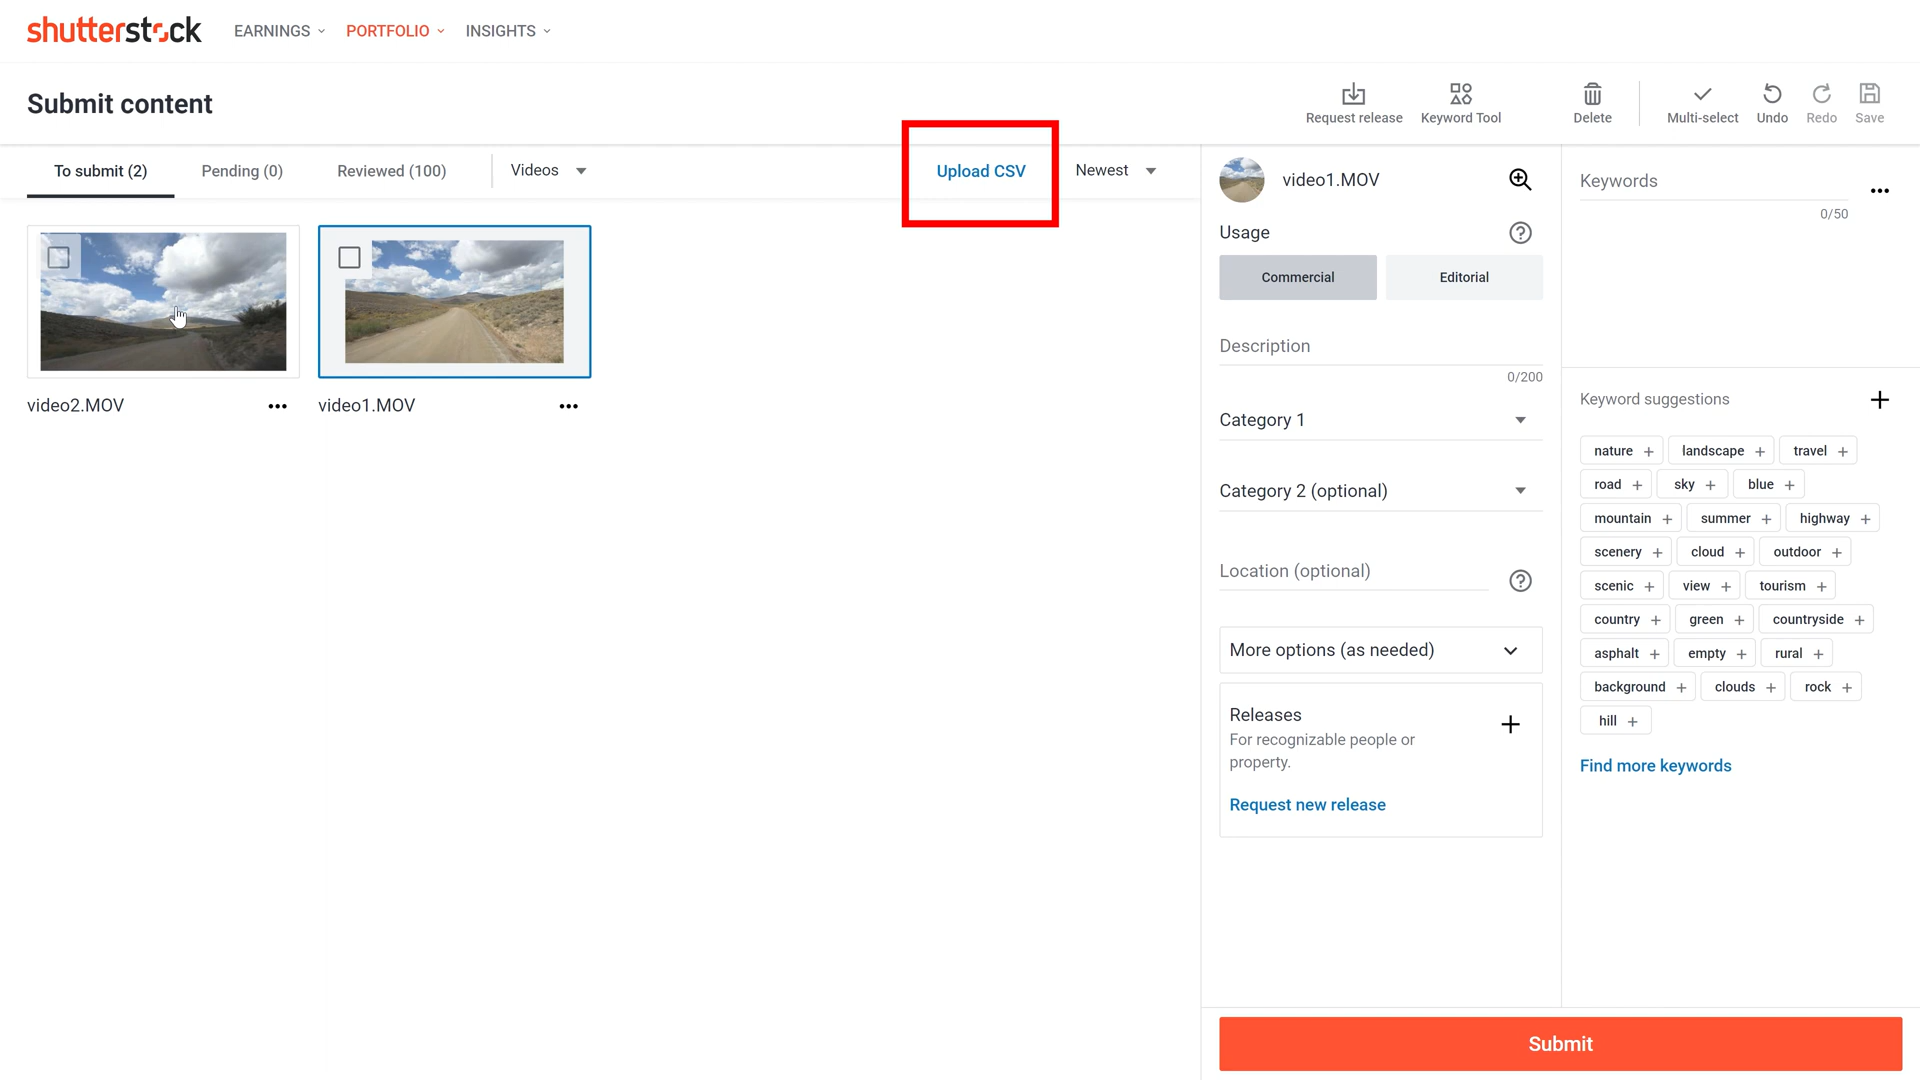 shutterstock
EARNINGS
PORTFOLIO
INSIGHTS
Submit content
Request release
Keyword Tool
Delete
Multi-select
Undo
Redo
Save
To submit (2)
Pending (0)
Reviewed (100)
Videos
Upload CSV
Newest
video2.MOV
video1.MOV
video1.MOV
Usage
Commercial
Editorial
Description
0/200
Category 1
Category 2 (optional)
Location (optional)
More options (as needed)
Releases
For recognizable people or
property.
Request new release
Keywords
0/50
Keyword suggestions
nature + landscape + travel +
road + sky + blue +
mountain + summer + highway +
scenery + cloud + outdoor +
scenic + view + tourism +
country + green + countryside +
asphalt + empty + rural +
background + clouds + rock +
hill +
Find more keywords
Submit